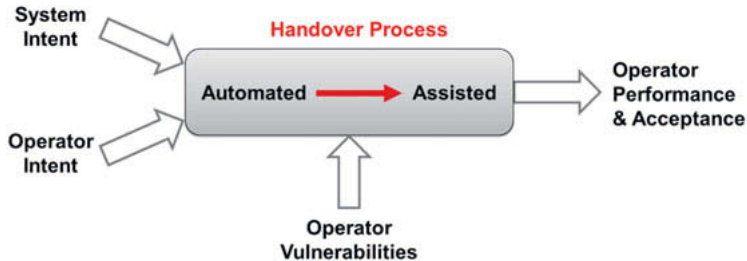 System
Intent
Handover Process
Automated
Assisted
Operator
Performance
& Acceptance
Operator
Intent
Operator
Vulnerabilities